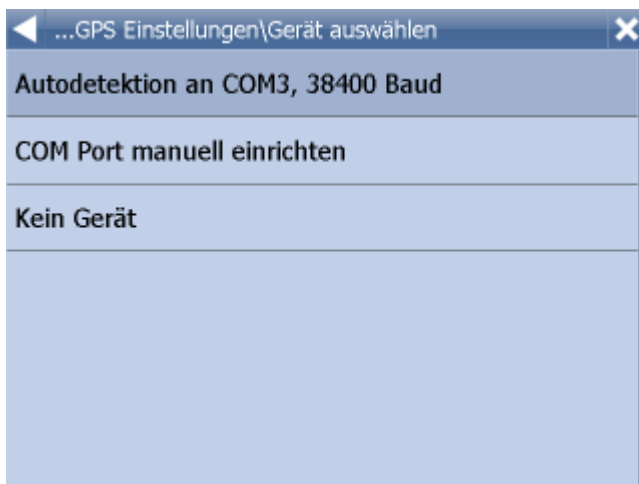 ...GPS Einstellungen\Gerät auswählen
Autodetektion an COM3, 38400 Baud
COM Port manuell einrichten
Kein Gerät